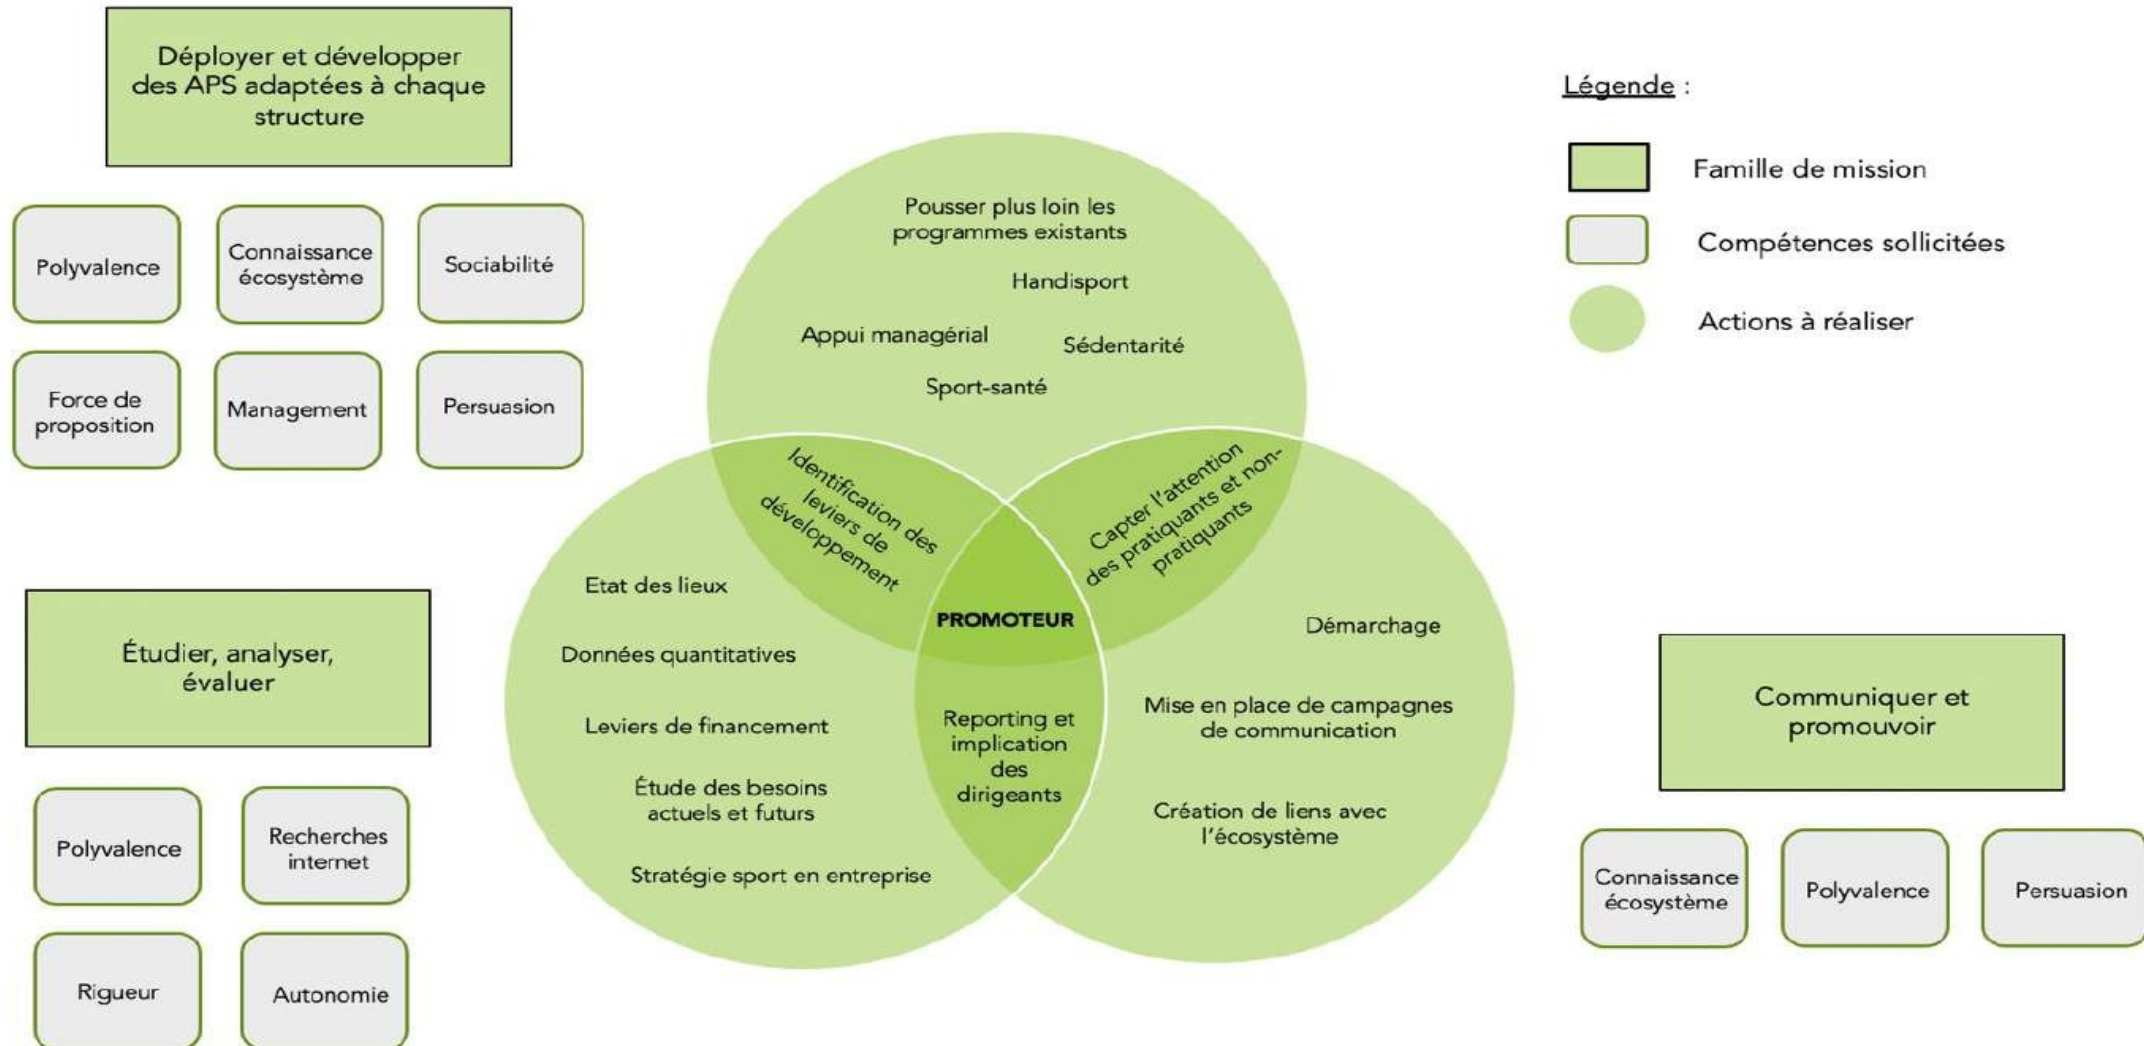 Déployer et développer
des APS adaptées à chaque
structure
Polyvalence
Connaissance
écosystème
Sociabilité
Force de
proposition
Management
Persuasion
Étudier, analyser,
évaluer
Polyvalence
Recherches
internet
Rigueur
Autonomie
Pousser plus loin les
programmes existants
Handisport
Appui managérial
Sédentarité
Sport-santé
Identification des
leviers de
développement
Capter l'attention
des pratiquants et non-
pratiquants
PROMOTEUR
Etat des lieux
Données quantitatives
Leviers de financement
Étude des besoins
actuels et futurs
Stratégie sport en entreprise
Reporting et
implication
des
dirigeants
Démarchage
Mise en place de campagnes
de communication
Création de liens avec
l'écosystème
Légende :
Famille de mission
Compétences sollicitées
Actions à réaliser
Communiquer et
promouvoir
Connaissance
écosystème
Polyvalence
Persuasion